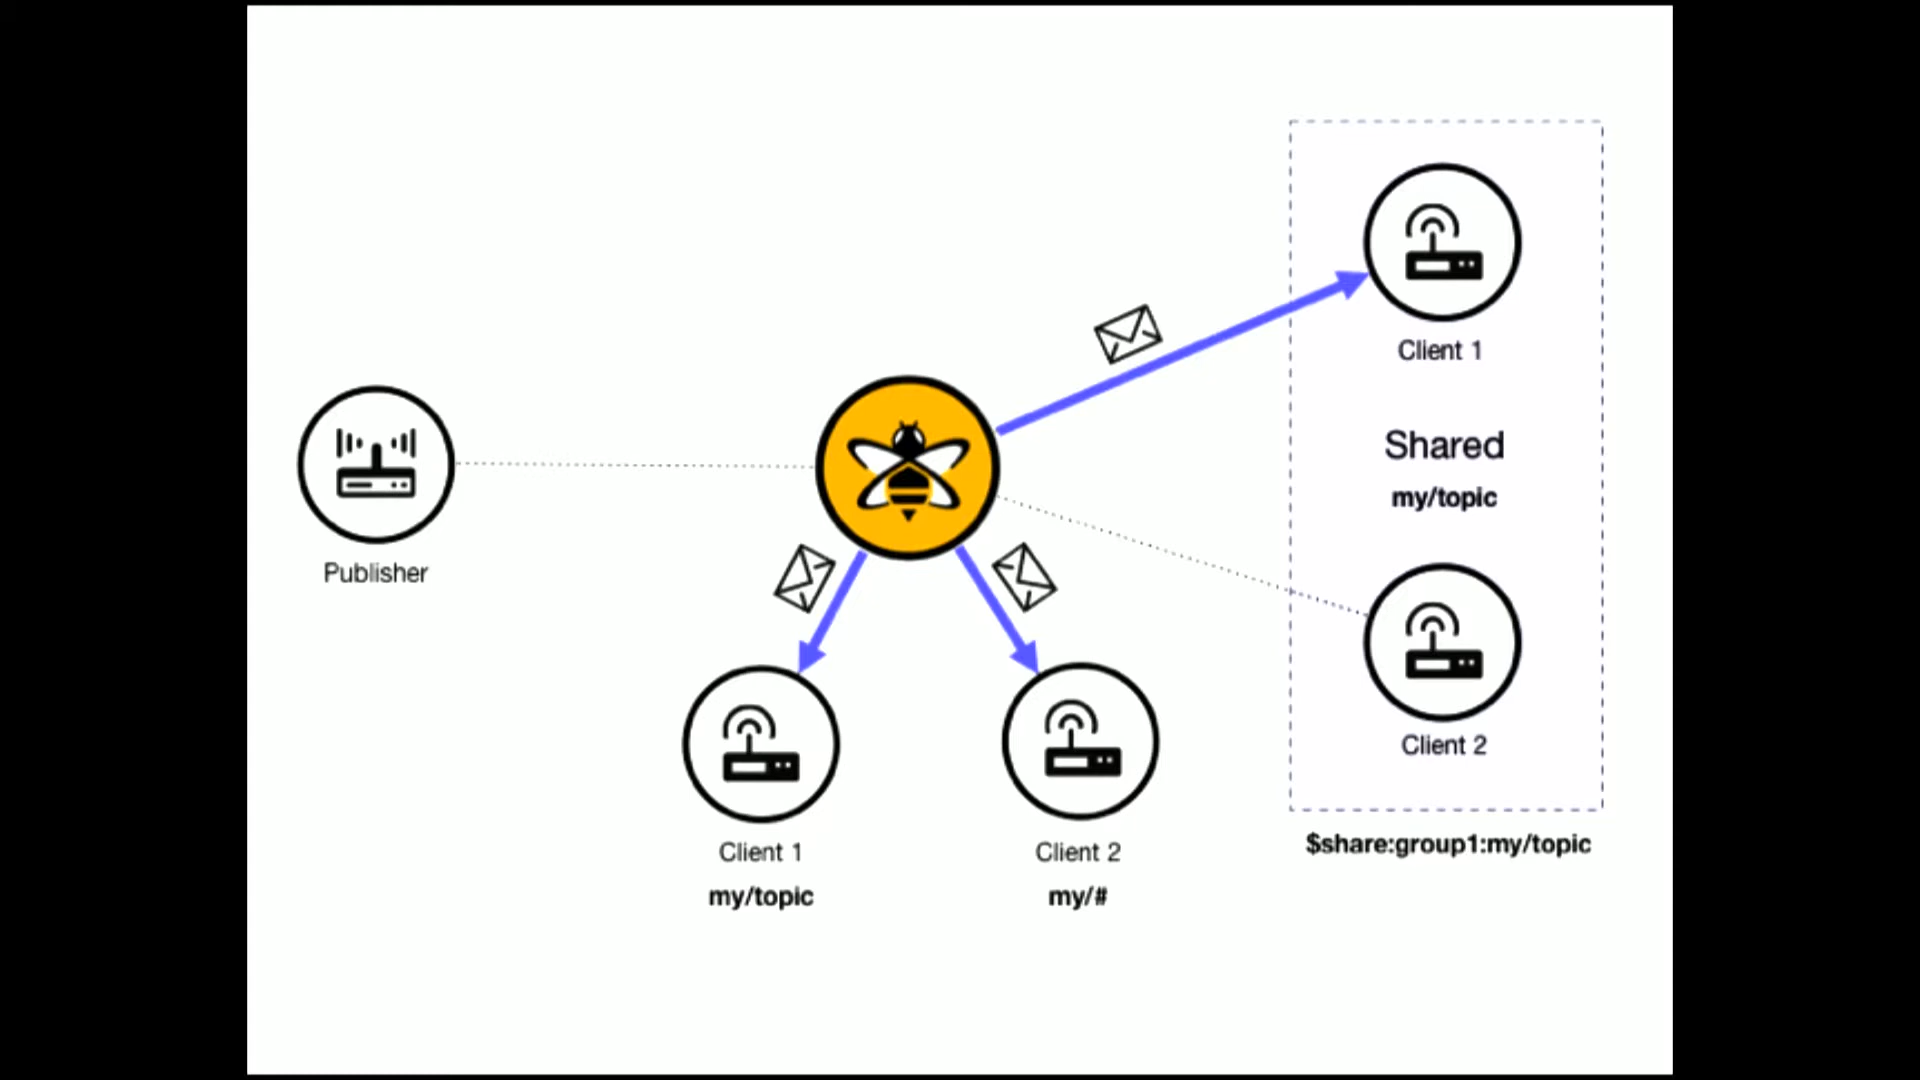 Publisher
Client 1
my/topic
Client 2
my/#
Client 1
Shared
my/topic
Client 2
$share:group1:my/topic